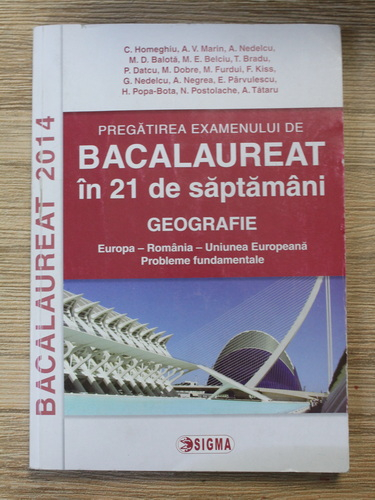 C. Homeghiu, A. V. Marin, A. Nedelcu,
M. D. Balotă, M. E. Belciu, T. Bradu,
P. Datcu, M. Dobre, M. Furdui, F. Kiss,
G. Nedelcu, A. Negrea, E. Pârvulescu,
H. Popa-Bota, N. Postolache, A. Tătaru
PREGĂTIREA EXAMENULUI DE
BACALAUREAT
în 21 de săptămâni
GEOGRAFIE
Europa – România – Uniunea Europeană
Probleme fundamentale
BACALAUREAT 2014
SIGMA